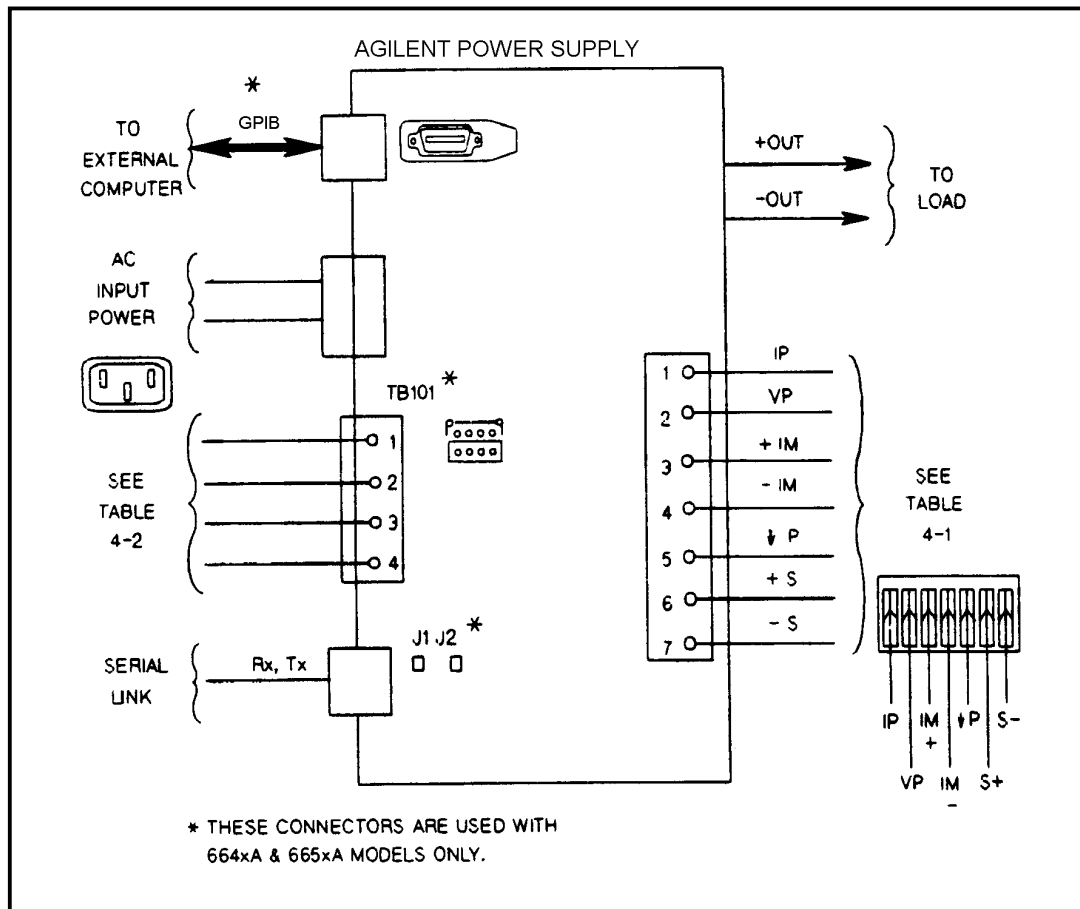 AGILENT POWER SUPPLY
*
GPIB
TO
EXTERNAL
COMPUTER
+OUT
-OUT
TO
LOAD
AC
INPUT
POWER
TB101 *
1
2
3
4
SEE
TABLE
4-2
1
2
3
4
5
6
7
IP
VP
+ IM
- IM
↓ P
+ S
- S
SEE
TABLE
4-1
J1 J2 *
SERIAL
LINK
Rx, Tx
IP IM ↓P S-
+
VP IM S+
-
* THESE CONNECTORS ARE USED WITH
664xA & 665xA MODELS ONLY.